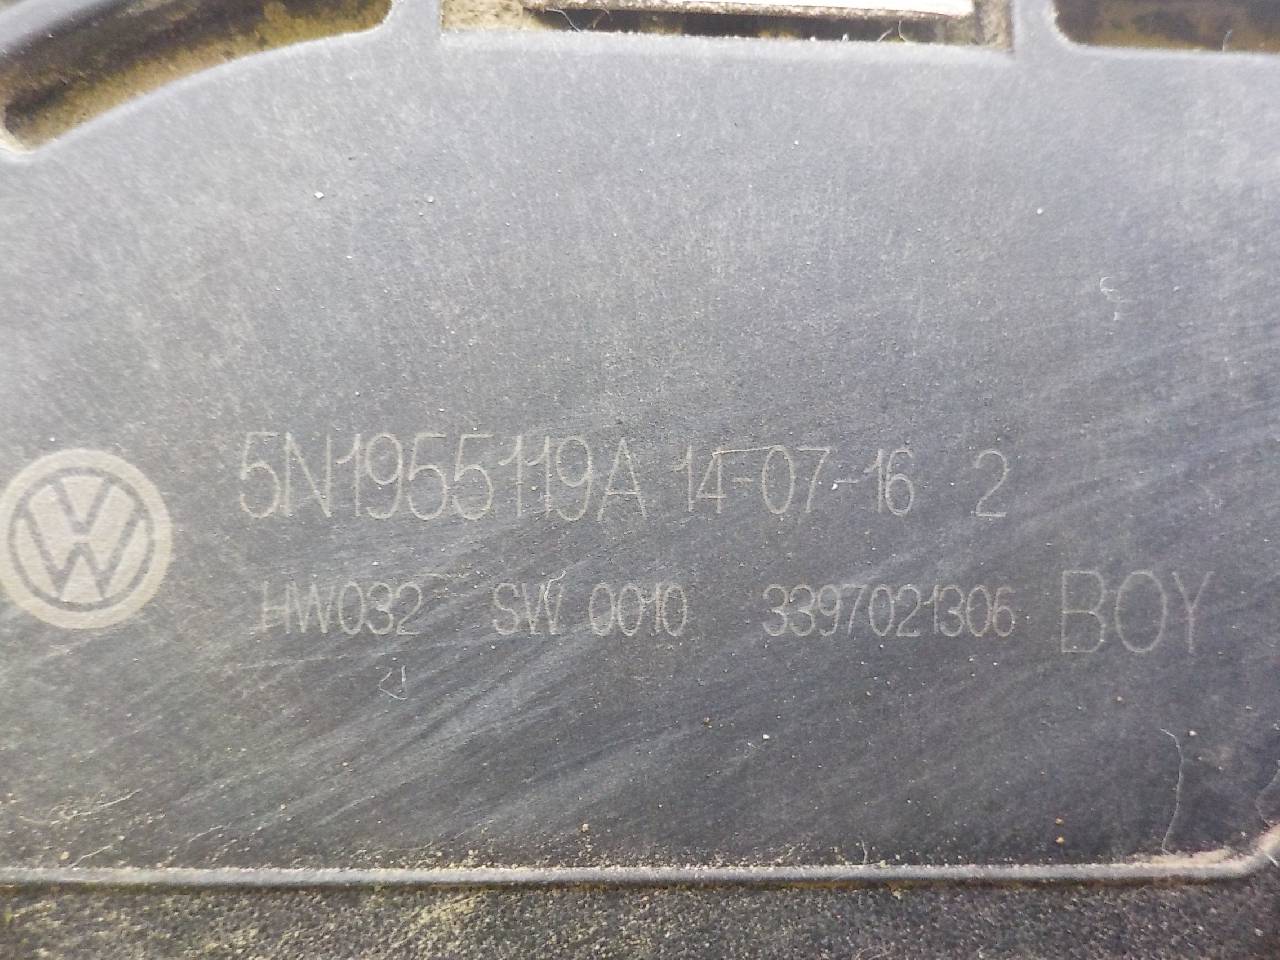 5N1955119A 14-07-16 2
HW032 SW 0010 3397021306 BOY